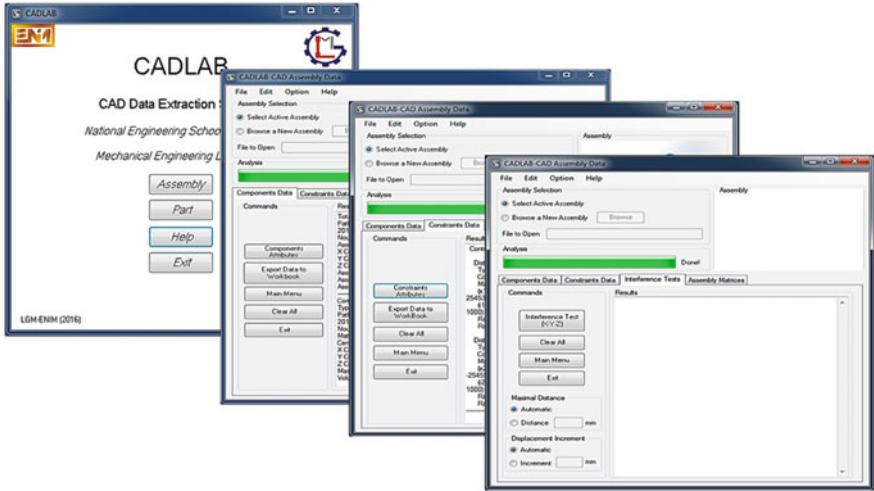 CADLAB
ENI
CADLAB
CAD Data Extraction
National Engineering Schoo
Mechanical Engineering L
Assembly
Part
Help
Exit
LGM-ENIM (2016)
CADLAB-CAD Assembly Data
File Edit Option Help
Assembly Selection
Select Active Assembly
Browse a New Assembly
File to Open
Analysis
Components Data Constraints Data
Commands
Components Attributes
Export Data to Workbook
Main Menu
Clear All
Exit
CADLAB-CAD Assembly Data
File Edit Option Help
Assembly Selection
Assembly
Select Active Assembly
Browse a New Assembly
File to Open
Analysis
Components Data Constraints Data
Commands
Results
Constraints Attributes
Export Data to WorkBook
Clear All
Main Menu
Exit
CADLAB-CAD Assembly Data
File Edit Option Help
Assembly Selection
Assembly
Select Active Assembly
Browse a New Assembly Browse
File to Open
Analysis
Done!
Components Data Constraints Data Interference Tests Assembly Matrices
Commands
Results
Interference Test
(X-Y-Z)
Clear All
Main Menu
Exit
Maximal Distance
Automatic
Distance mm
Displacement Increment
Automatic
Increment mm